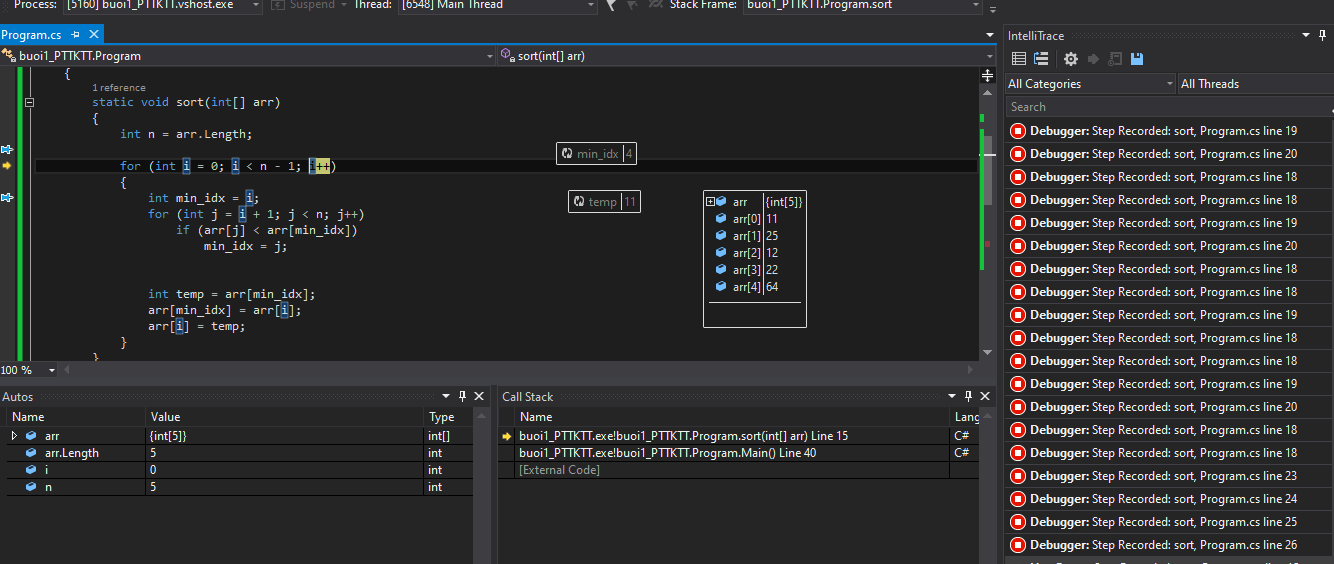 Process: [5160] buoi1_PTTKTT.vshost.exe Suspend Thread: [6548] Main Thread Stack Frame: buoi1_PTTKTT.Program.sort
Program.cs
buoi1_PTTKTT.Program sort(int[] arr)
{
1 reference
static void sort(int[] arr)
{
int n = arr.Length;
for (int i = 0; i < n - 1; i++)
{
int min_idx = i;
for (int j = i + 1; j < n; j++)
if (arr[j] < arr[min_idx])
min_idx = j;
int temp = arr[min_idx];
arr[min_idx] = arr[i];
arr[i] = temp;
}
}
min_idx 4
temp 11
arr {int[5]}
arr[0] 11
arr[1] 25
arr[2] 12
arr[3] 22
arr[4] 64
100 %
Autos
Name Value Type
arr {int[5]} int[]
arr.Length 5 int
i 0 int
n 5 int
Call Stack
Name Lang
buoi1_PTTKTT.exe!buoi1_PTTKTT.Program.sort(int[] arr) Line 15 C#
buoi1_PTTKTT.exe!buoi1_PTTKTT.Program.Main() Line 40 C#
[External Code]
IntelliTrace
All Categories All Threads
Search
Debugger: Step Recorded: sort, Program.cs line 19
Debugger: Step Recorded: sort, Program.cs line 20
Debugger: Step Recorded: sort, Program.cs line 18
Debugger: Step Recorded: sort, Program.cs line 18
Debugger: Step Recorded: sort, Program.cs line 19
Debugger: Step Recorded: sort, Program.cs line 20
Debugger: Step Recorded: sort, Program.cs line 18
Debugger: Step Recorded: sort, Program.cs line 18
Debugger: Step Recorded: sort, Program.cs line 19
Debugger: Step Recorded: sort, Program.cs line 18
Debugger: Step Recorded: sort, Program.cs line 18
Debugger: Step Recorded: sort, Program.cs line 19
Debugger: Step Recorded: sort, Program.cs line 20
Debugger: Step Recorded: sort, Program.cs line 18
Debugger: Step Recorded: sort, Program.cs line 18
Debugger: Step Recorded: sort, Program.cs line 23
Debugger: Step Recorded: sort, Program.cs line 24
Debugger: Step Recorded: sort, Program.cs line 25
Debugger: Step Recorded: sort, Program.cs line 26